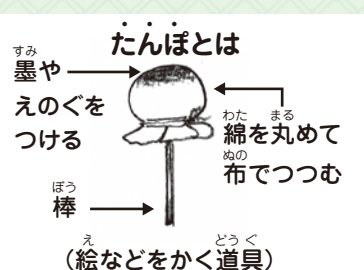 たんぽとは
墨や
えのぐを
つける
綿を丸めて
布でつつむ
棒
(絵などをかく道具)